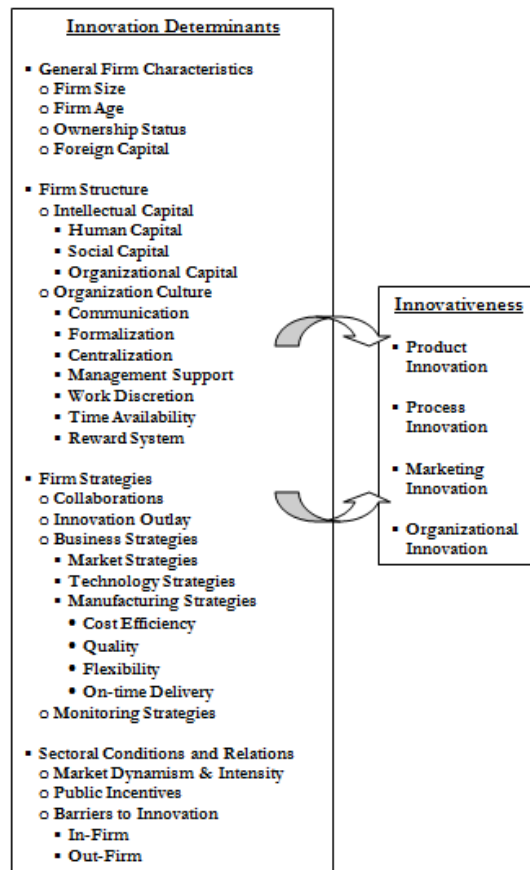 Innovation Determinants
▪ General Firm Characteristics
o Firm Size
o Firm Age
o Ownership Status
o Foreign Capital
▪ Firm Structure
o Intellectual Capital
▪ Human Capital
▪ Social Capital
▪ Organizational Capital
o Organization Culture
▪ Communication
▪ Formalization
▪ Centralization
▪ Management Support
▪ Work Discretion
▪ Time Availability
▪ Reward System
▪ Firm Strategies
o Collaborations
o Innovation Outlay
o Business Strategies
▪ Market Strategies
▪ Technology Strategies
▪ Manufacturing Strategies
• Cost Efficiency
• Quality
• Flexibility
• On-time Delivery
o Monitoring Strategies
▪ Sectoral Conditions and Relations
o Market Dynamism & Intensity
o Public Incentives
o Barriers to Innovation
▪ In-Firm
▪ Out-Firm
Innovativeness
▪ Product
Innovation
▪ Process
Innovation
▪ Marketing
Innovation
▪ Organizational
Innovation